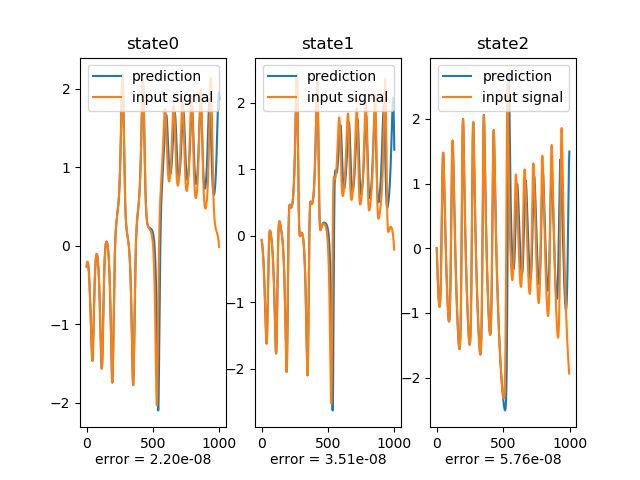 state0
state1
state2
prediction
input signal
prediction
input signal
prediction
input signal
2
1
0
−1
−2
2
1
0
−1
−2
2
1
0
−1
−2
0
500
1000
0
500
1000
0
500
1000
error = 2.20e-08
error = 3.51e-08
error = 5.76e-08